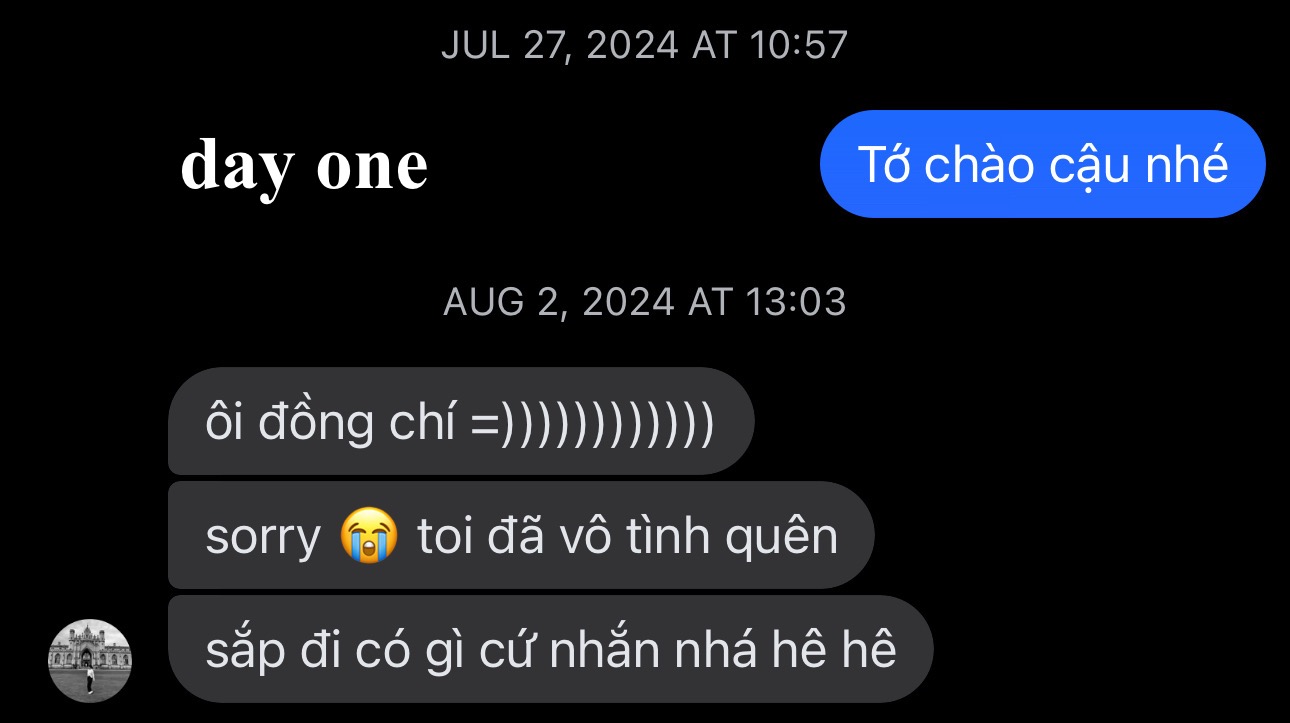 JUL 27, 2024 AT 10:57
day one
Tớ chào cậu nhé
AUG 2, 2024 AT 13:03
ôi đồng chí =))))))))))))
sorry 😭 toi đã vô tình quên
sắp đi có gì cứ nhắn nhá hê hê